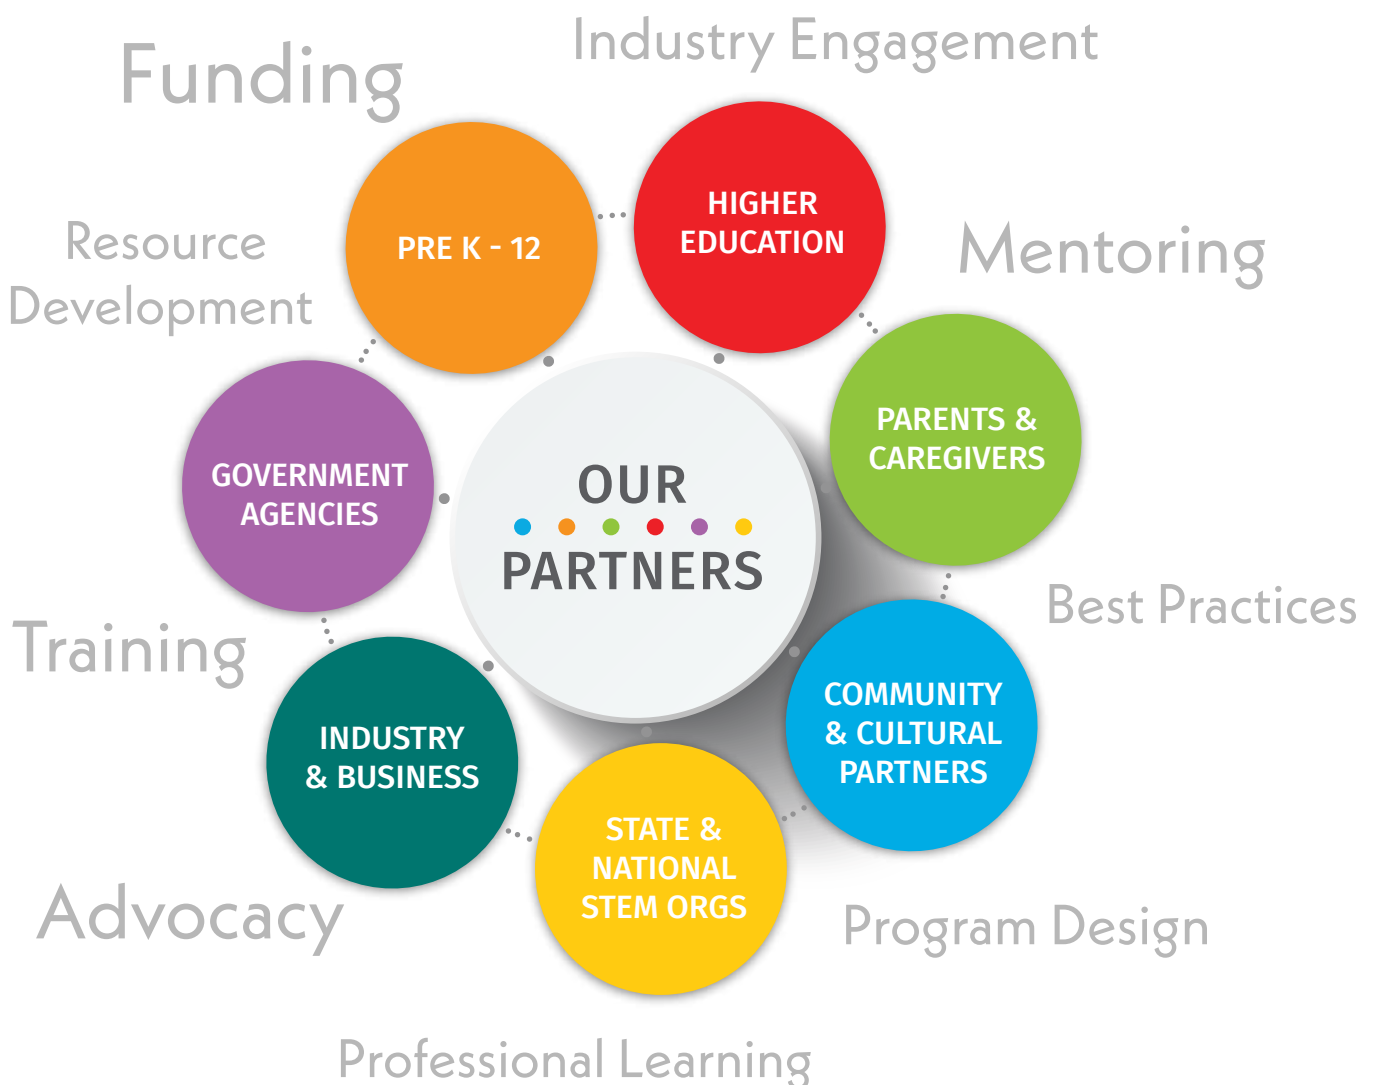 Industry Engagement
Funding
HIGHER
EDUCATION
PRE K - 12
Resource
Development
Mentoring
PARENTS &
CAREGIVERS
GOVERNMENT
AGENCIES
OUR
PARTNERS
Best Practices
Training
COMMUNITY
& CULTURAL
PARTNERS
INDUSTRY
& BUSINESS
STATE &
NATIONAL
STEM ORGS
Advocacy
Program Design
Professional Learning